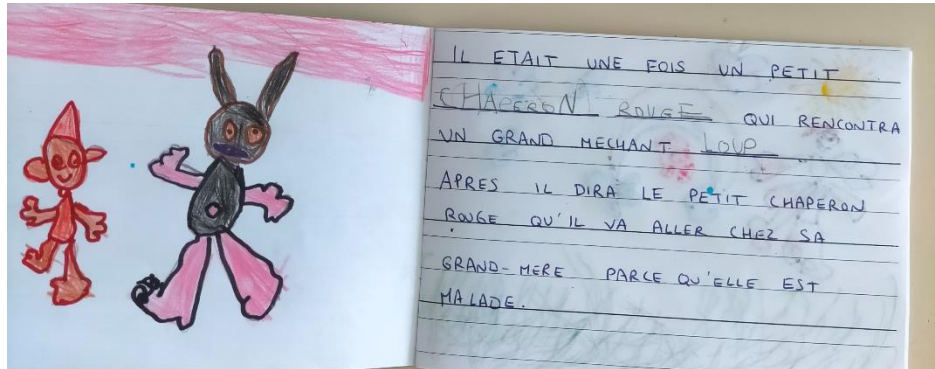 IL ETAIT UNE FOIS UN PETIT
CHAPERON ROUGE QUI RENCONTRA
UN GRAND MECHANT LOUP
APRES IL DIRA LE PETIT CHAPERON
ROUGE QU'IL VA ALLER CHEZ SA
GRAND-MERE PARCE QU'ELLE EST
MALADE.